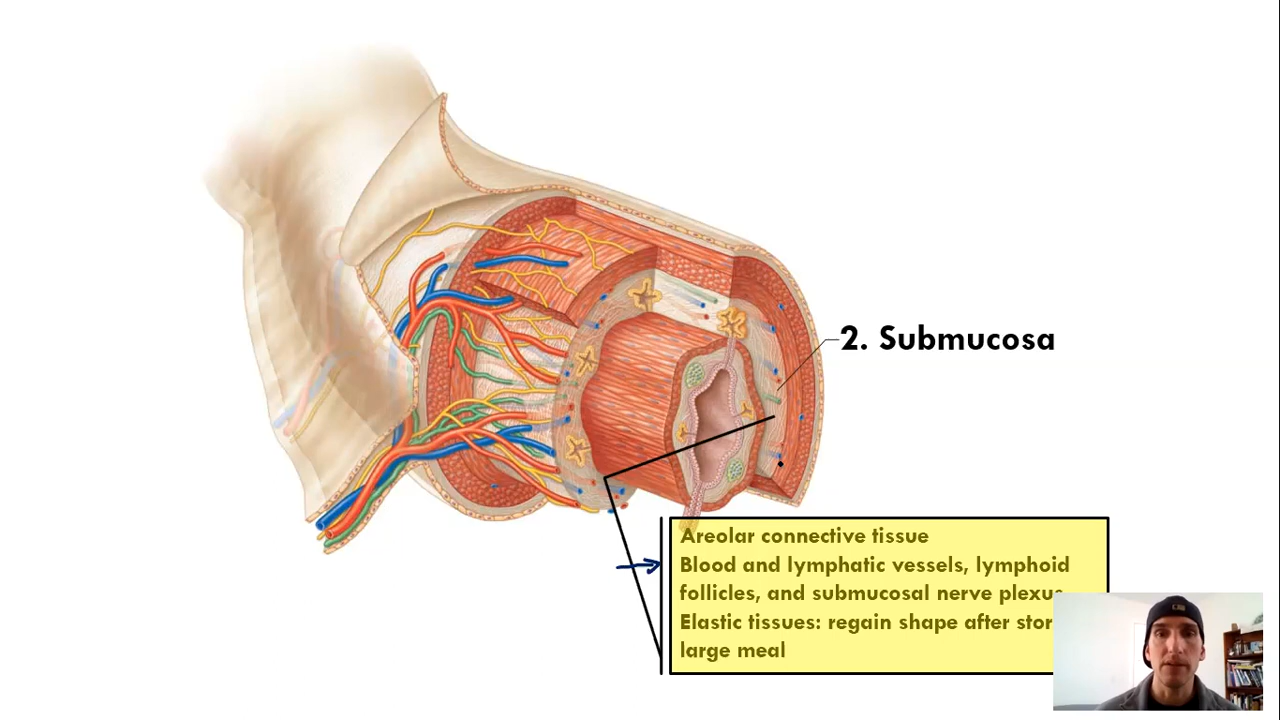 2. Submucosa
Areolar connective tissue
Blood and lymphatic vessels, lymphoid
follicles, and submucosal nerve plexus
Elastic tissues: regain shape after
large meal